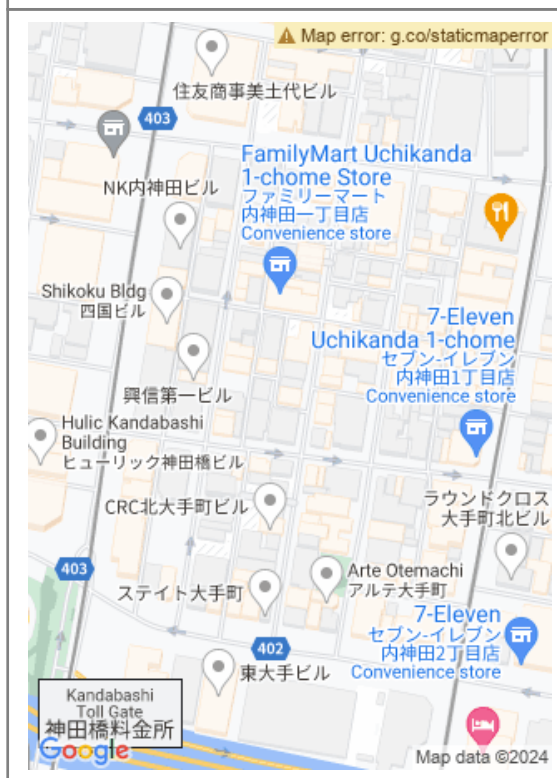 Map error: g.co/staticmaperror
住友商事美土代ビル
403
FamilyMart Uchikanda
1-chome Store
ファミリーマート
内神田一丁目店
Convenience store
NK内神田ビル
Shikoku Bldg
四国ビル
7-Eleven
Uchikanda 1-chome
セブン-イレブン
内神田1丁目店
Convenience store
興信第一ビル
Hulic Kandabashi
Building
ヒューリック神田橋ビル
CRC北大手町ビル
ラウンドクロス
大手町北ビル
403
ステイト大手町
Arte Otemachi
アルテ大手町
7-Eleven
セブン-イレブン
内神田2丁目店
Convenience store
402
東大手ビル
Kandabashi
Toll Gate
神田橋料金所
Google
Map data ©2024